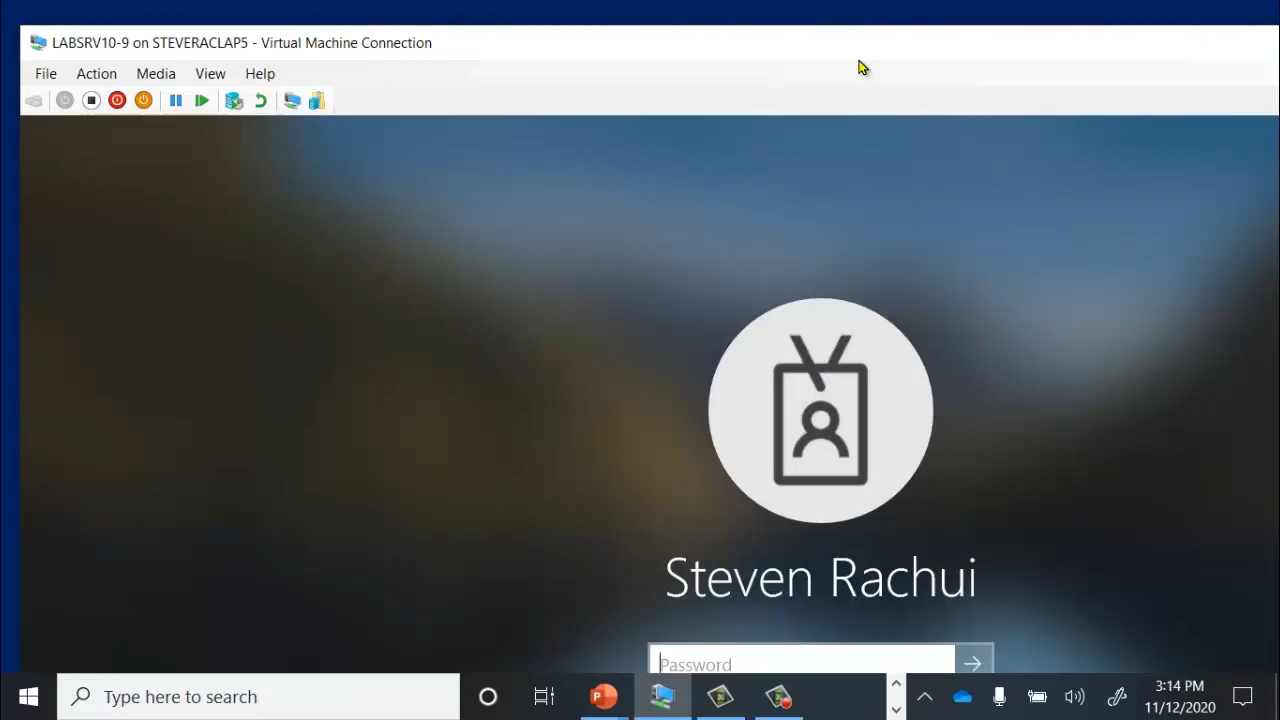 LABSRV10-9 on STEVERACLAP5 - Virtual Machine Connection
File Action Media View Help
Steven Rachui
Password
Type here to search
3:14 PM
11/12/2020